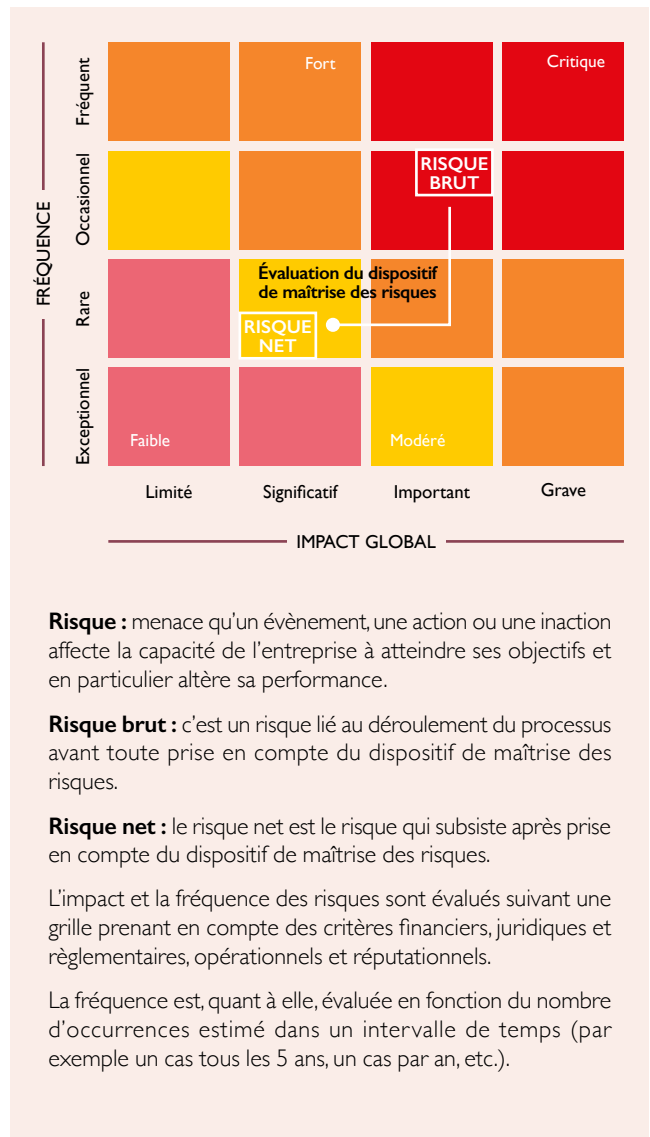 FRÉQUENCE
Fréquent
Fort
Critique
Occasionnel
RISQUE
BRUT
Rare
Évaluation du dispositif
de maîtrise des risques
RISQUE
NET
Exceptionnel
Faible
Modéré
Limité
Significatif
Important
Grave
IMPACT GLOBAL
Risque : menace qu’un évènement, une action ou une inaction
affecte la capacité de l’entreprise à atteindre ses objectifs et
en particulier altère sa performance.
Risque brut : c’est un risque lié au déroulement du processus
avant toute prise en compte du dispositif de maîtrise des
risques.
Risque net : le risque net est le risque qui subsiste après prise
en compte du dispositif de maîtrise des risques.
L’impact et la fréquence des risques sont évalués suivant une
grille prenant en compte des critères financiers, juridiques et
règlementaires, opérationnels et réputationnels.
La fréquence est, quant à elle, évaluée en fonction du nombre
d’occurrences estimé dans un intervalle de temps (par
exemple un cas tous les 5 ans, un cas par an, etc.).